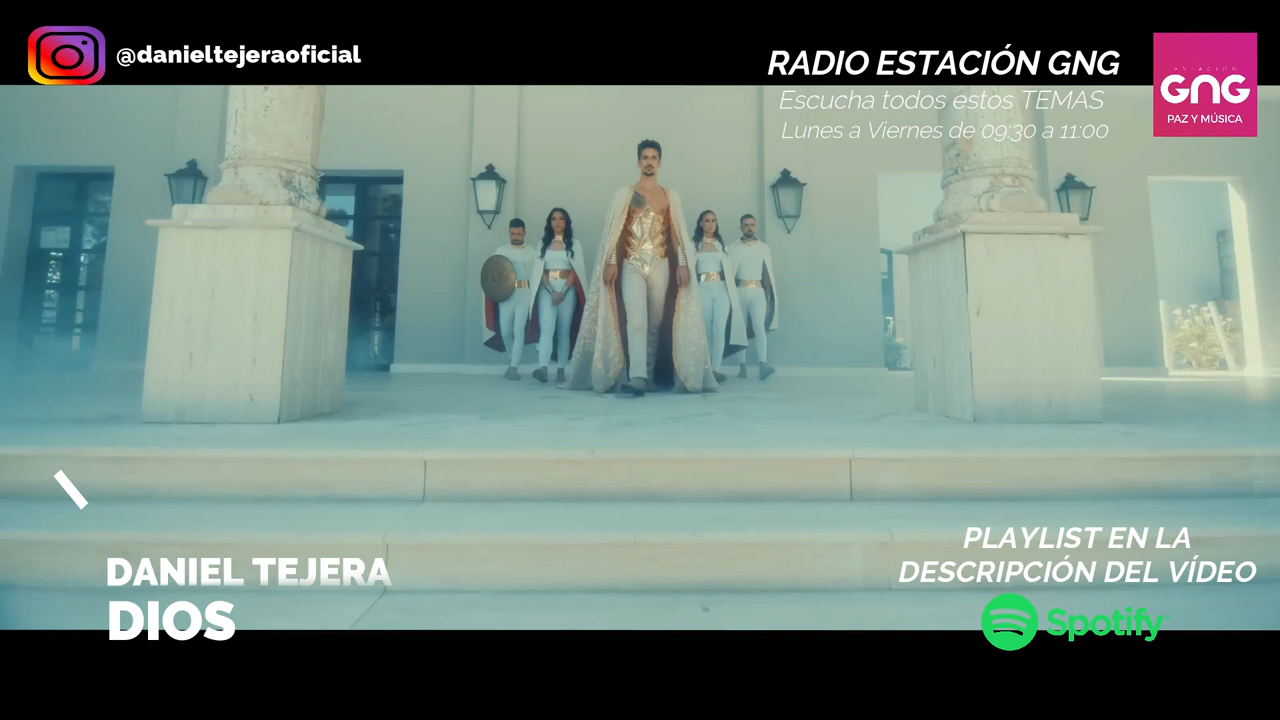 @danieltejeraoficial
RADIO ESTACIÓN GNG
Escucha todos estos TEMAS
Lunes a Viernes de 09:30 a 11:00
ESTACIÓN
GNG
PAZ Y MÚSICA
DANIEL TEJERA
DIOS
PLAYLIST EN LA
DESCRIPCIÓN DEL VÍDEO
Spotify